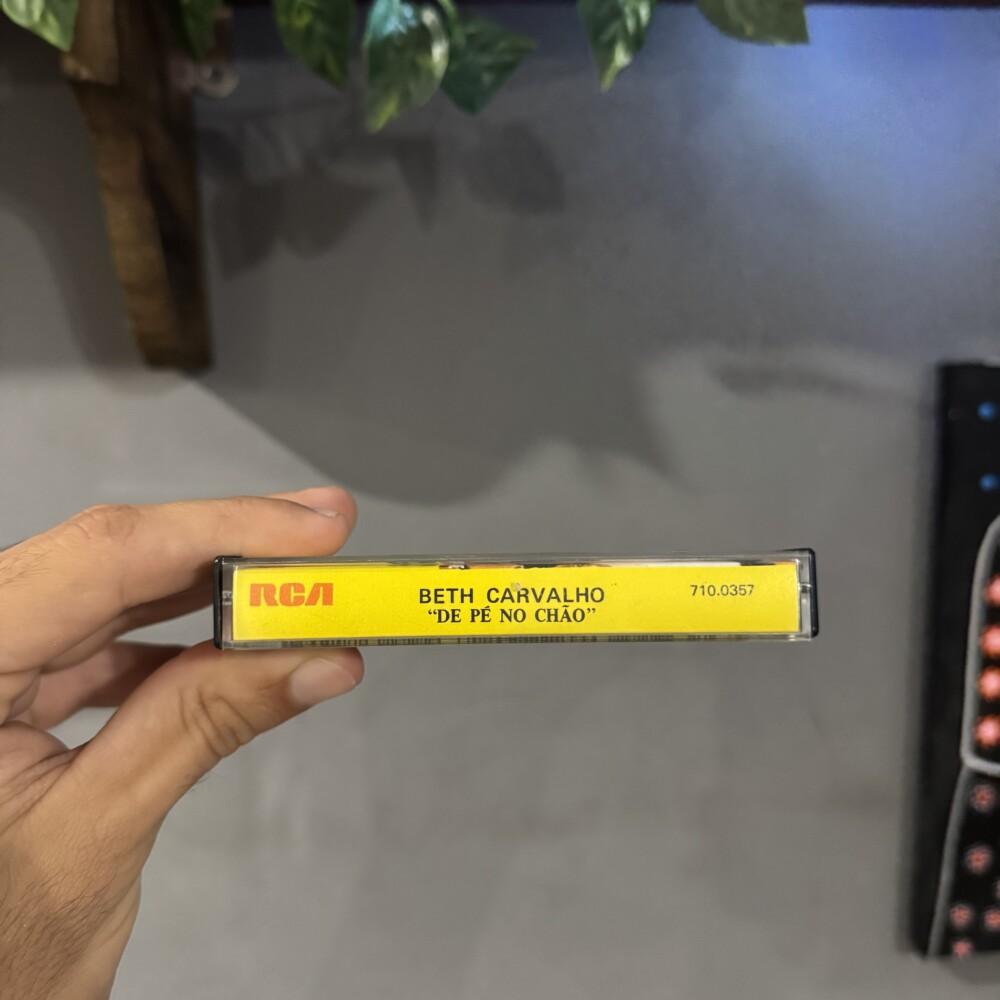 RCA
BETH CARVALHO
"DE PÉ NO CHÃO"
710.0357